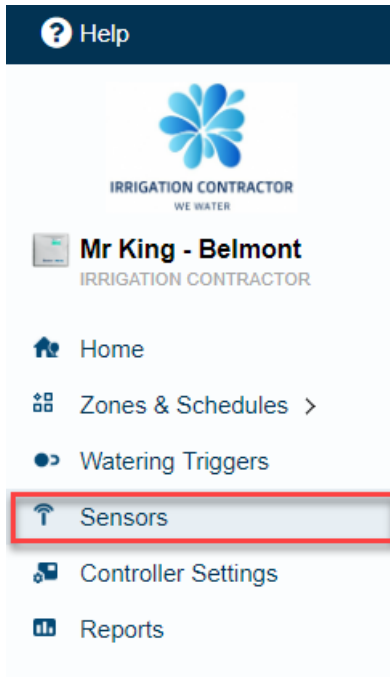 ? Help
IRRIGATION CONTRACTOR
WE WATER
Mr King - Belmont
IRRIGATION CONTRACTOR
Home
Zones & Schedules >
Watering Triggers
Sensors
Controller Settings
Reports